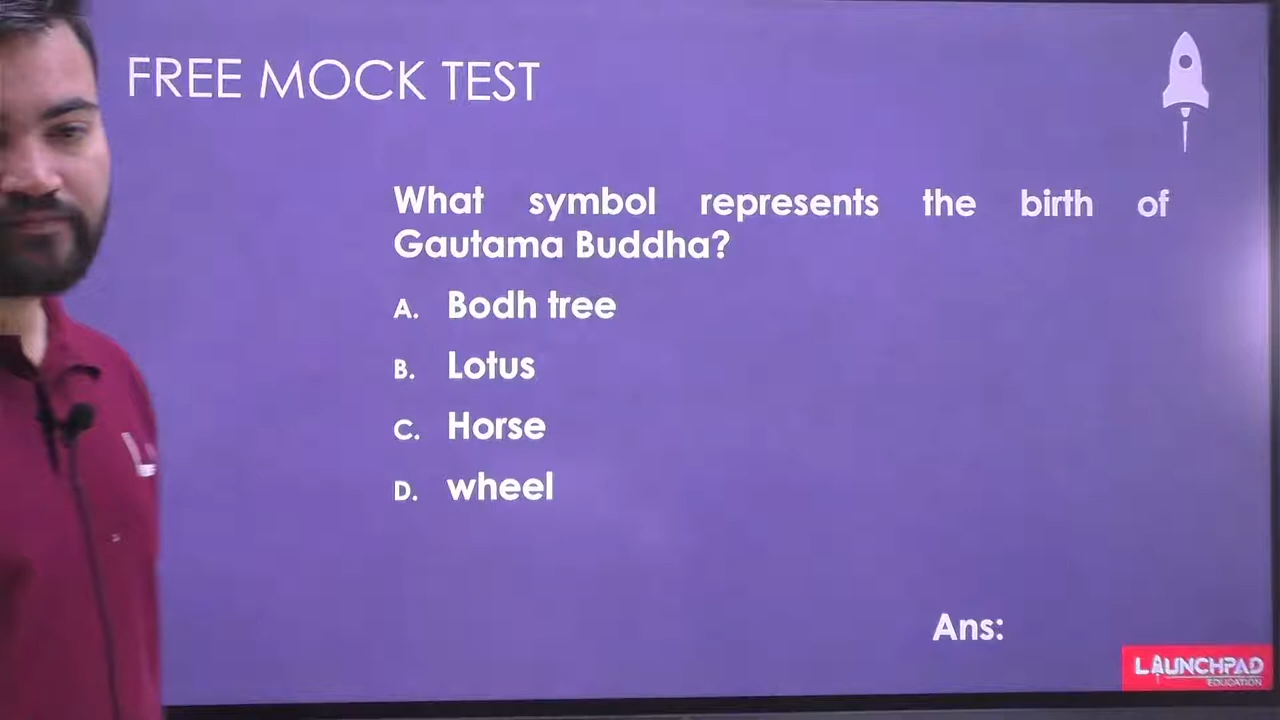 FREE MOCK TEST
What symbol represents the birth of
Gautama Buddha?
A. Bodh tree
B. Lotus
C. Horse
D. wheel
Ans:
LAUNCHPAD
EDUCATION